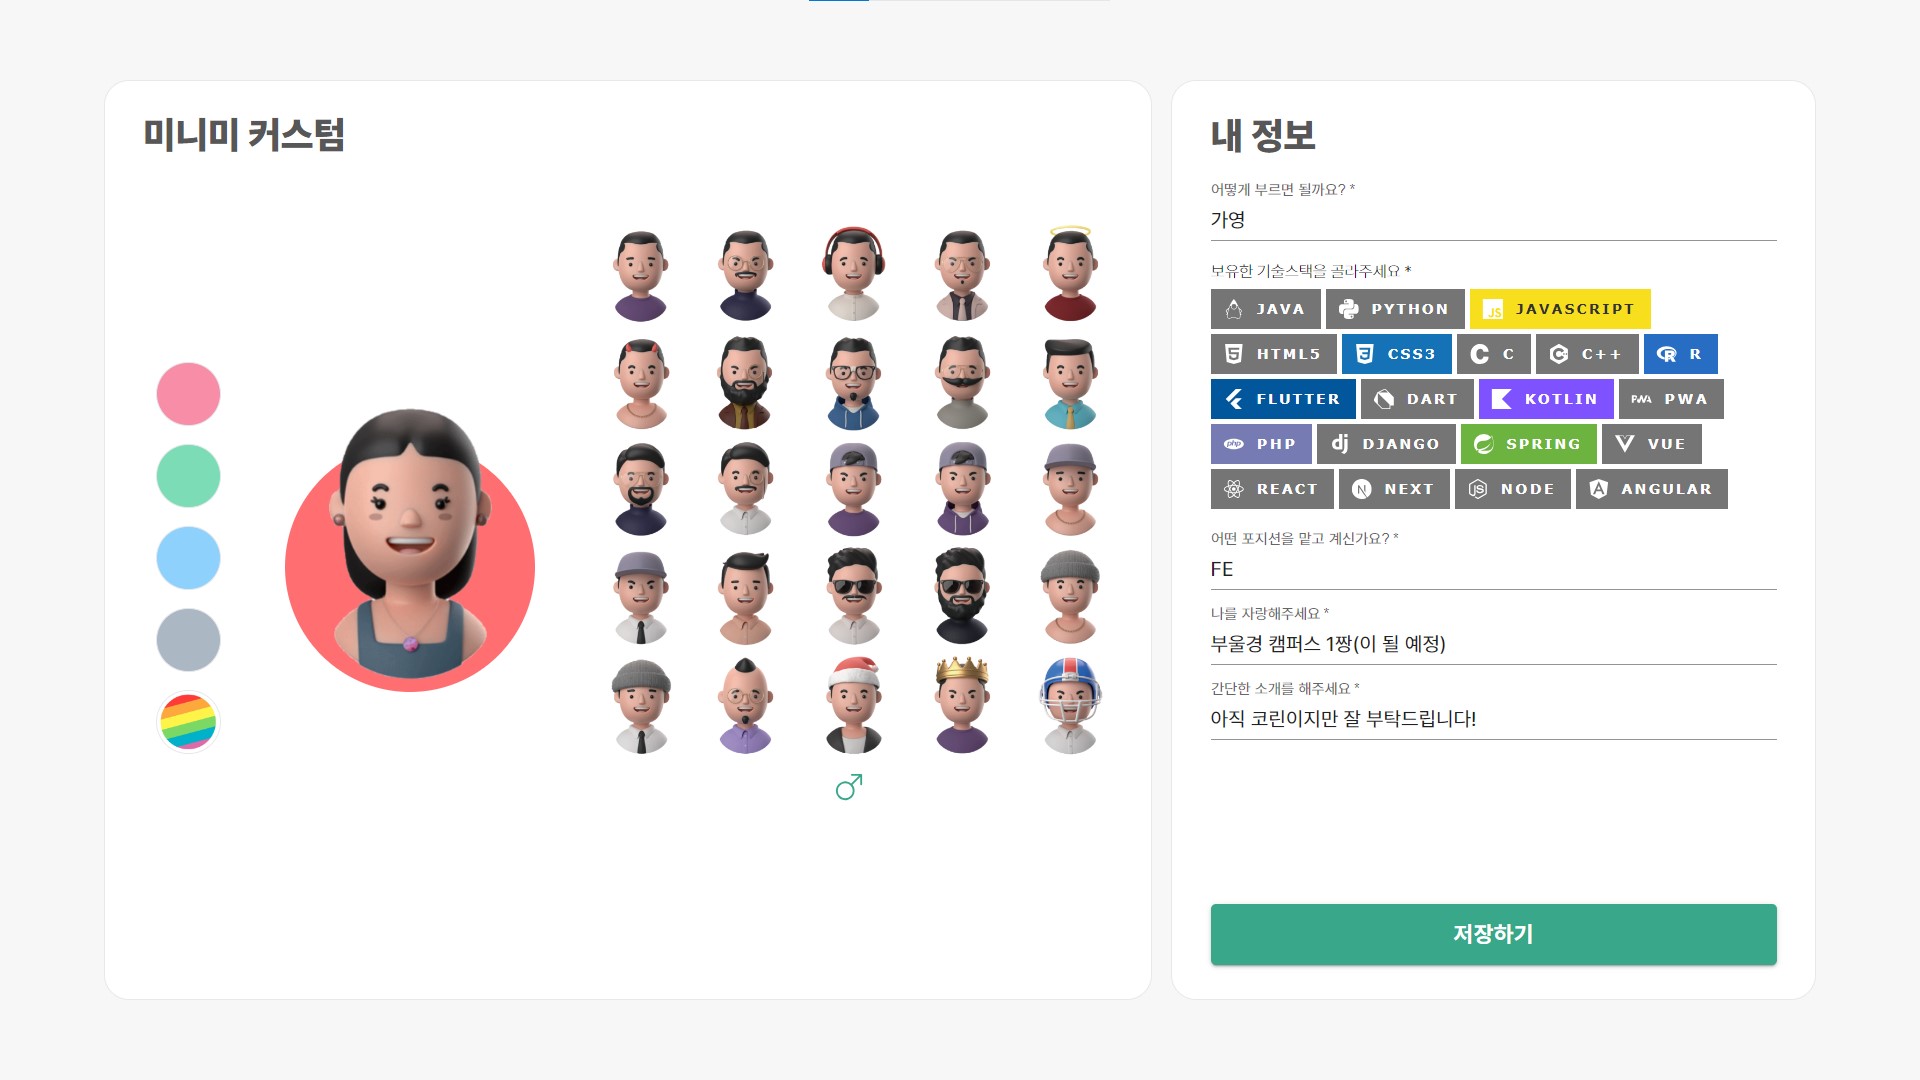 미니미 커스텀
내 정보
어떻게 부르면 될까요? *
가영
보유한 기술스택을 골라주세요 *
JAVA PYTHON JS JAVASCRIPT
5 HTML5 3 CSS3 C C C++ R R
FLUTTER DART KOTLIN PWA PWA
php PHP dj DJANGO SPRING VUE
REACT N NEXT JS NODE A ANGULAR
어떤 포지션을 맡고 계신가요? *
FE
나를 자랑해주세요 *
부울경 캠퍼스 1짱(이 될 예정)
간단한 소개를 해주세요 *
아직 코린이지만 잘 부탁드립니다!
저장하기